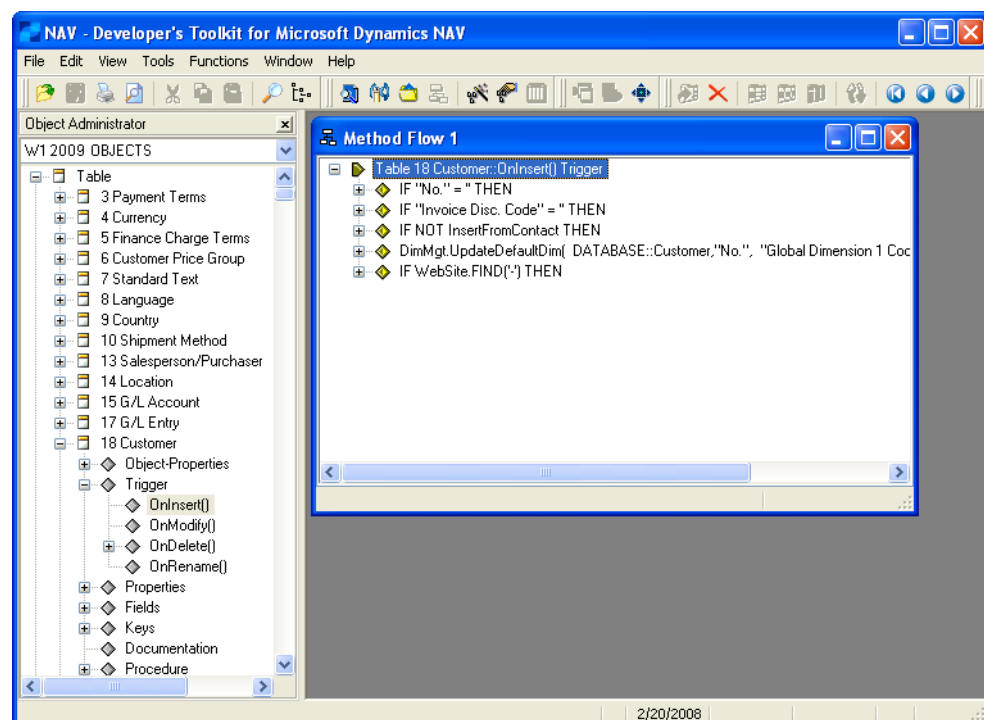 NAV - Developer's Toolkit for Microsoft Dynamics NAV
File Edit View Tools Functions Window Help
Object Administrator
W1 2009 OBJECTS
Table
3 Payment Terms
4 Currency
5 Finance Charge Terms
6 Customer Price Group
7 Standard Text
8 Language
9 Country
10 Shipment Method
13 Salesperson/Purchaser
14 Location
15 G/L Account
17 G/L Entry
18 Customer
Object-Properties
Trigger
OnInsert()
OnModify()
OnDelete()
OnRename()
Properties
Fields
Keys
Documentation
Procedure
Method Flow 1
Table 18 Customer::OnInsert() Trigger
IF "No." = '' THEN
IF "Invoice Disc. Code" = '' THEN
IF NOT InsertFromContact THEN
DimMgt.UpdateDefaultDim( DATABASE::Customer,"No.", "Global Dimension 1 Coc
IF WebSite.FIND('-') THEN
2/20/2008